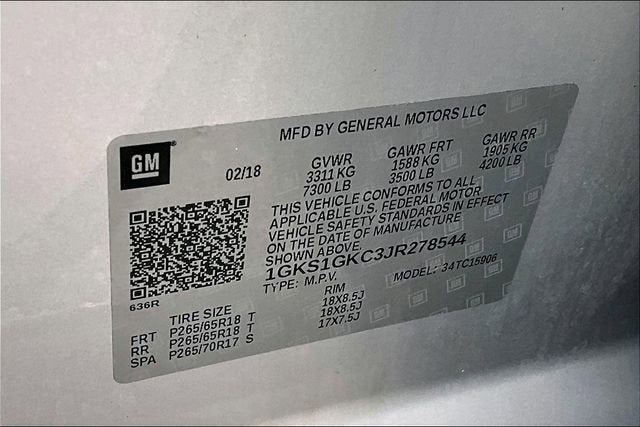 MFD BY GENERAL MOTORS LLC
GM
02/18
GVWR GAWR FRT GAWR RR
3311 KG 1588 KG 1905 KG
7300 LB 3500 LB 4200 LB
THIS VEHICLE CONFORMS TO ALL
APPLICABLE U.S. FEDERAL MOTOR
VEHICLE SAFETY STANDARDS IN EFFECT
ON THE DATE OF MANUFACTURE
SHOWN ABOVE.
1GKS1GKC3JR278544
TYPE: M.P.V. MODEL: 34TC15906
636R
TIRE SIZE RIM
FRT P265/65R18 T 18X8.5J
RR P265/65R18 T 18X8.5J
SPA P265/70R17 S 17X7.5J